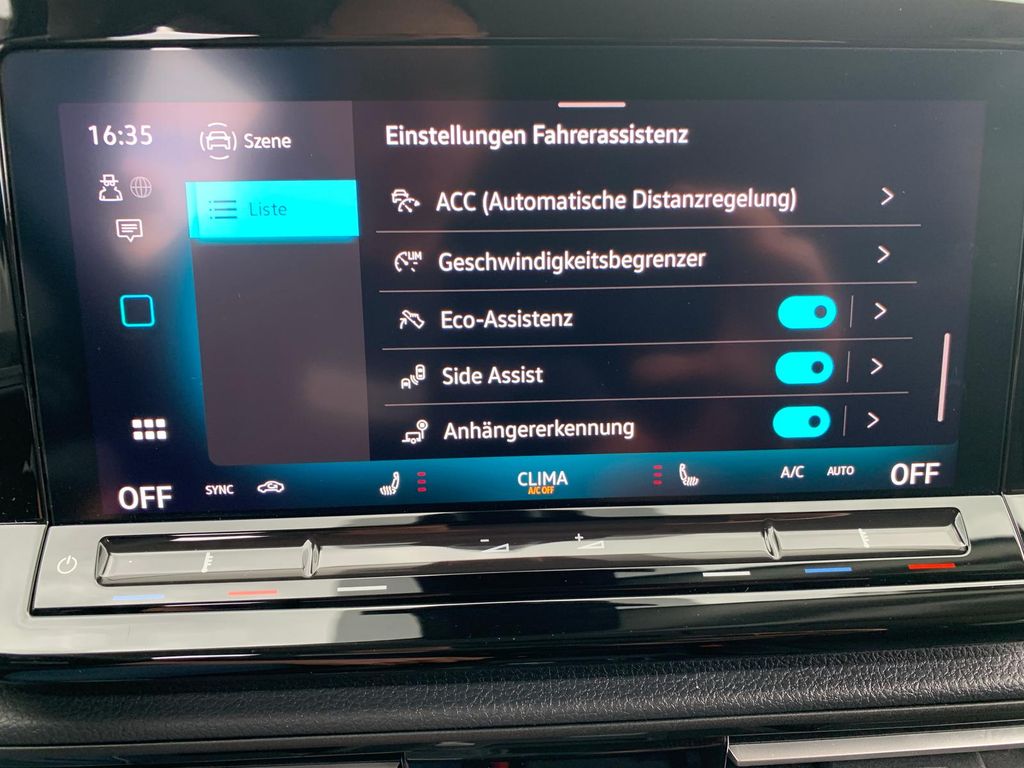 16:35
Szene
Einstellungen Fahrerassistenz
Liste
ACC (Automatische Distanzregelung)
LIM
Geschwindigkeitsbegrenzer
Eco-Assistenz
Side Assist
Anhängererkennung
OFF
SYNC
CLIMA
A/C OFF
A/C
AUTO
OFF
- +